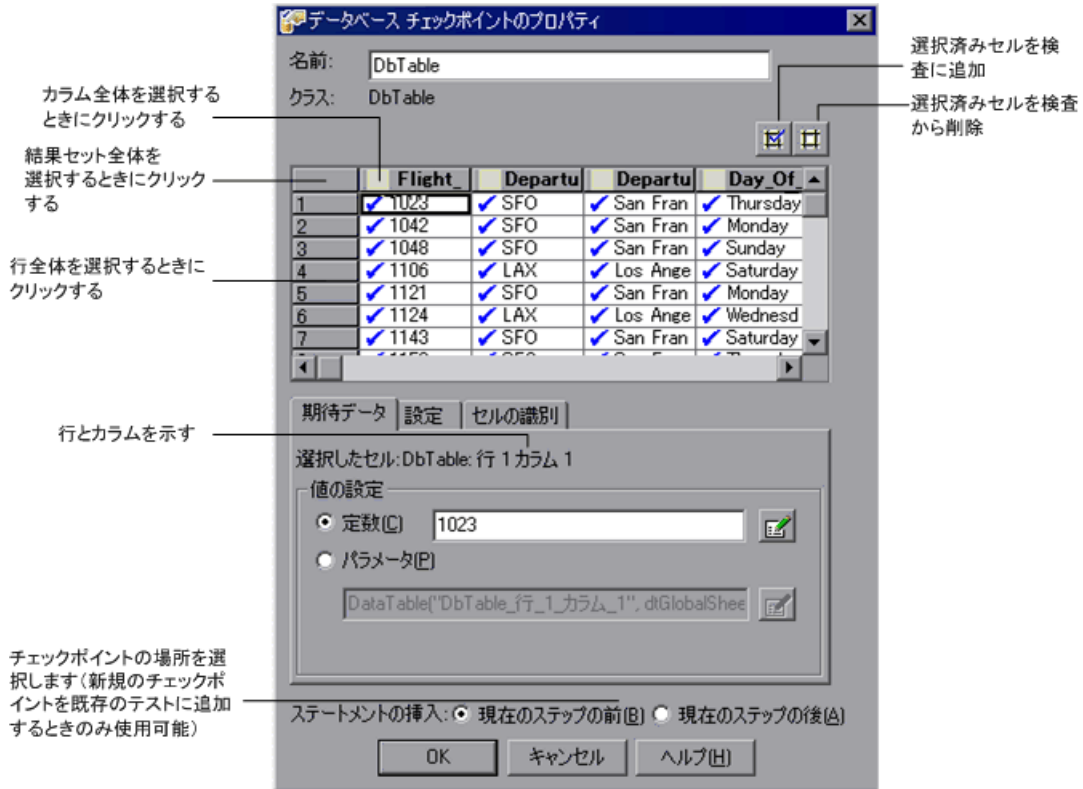 データベース チェックポイントのプロパティ
名前:
DbTable
クラス:
DbTable
選択済みセルを検
査に追加
選択済みセルを検査
から削除
カラム全体を選択する
ときにクリックする
結果セット全体を
選択するときにクリック
する
行全体を選択するときに
クリックする
Flight_ Departu Departu Day_Of_
1 1023 SFO San Fran Thursday
2 1042 SFO San Fran Monday
3 1048 SFO San Fran Sunday
4 1106 LAX Los Ange Saturday
5 1121 SFO San Fran Monday
6 1124 LAX Los Ange Wednesd
7 1143 SFO San Fran Saturday
期待データ 設定 セルの識別
行とカラムを示す
選択したセル:DbTable: 行 1 カラム 1
値の設定
定数(C) 1023
パラメータ(P)
DataTable("DbTable_行_1_カラム_1", dtGlobalShee
チェックポイントの場所を選
択します(新規のチェックポ
イントを既存のテストに追加
するときのみ使用可能)
ステートメントの挿入: 現在のステップの前(B) 現在のステップの後(A)
OK キャンセル ヘルプ(H)